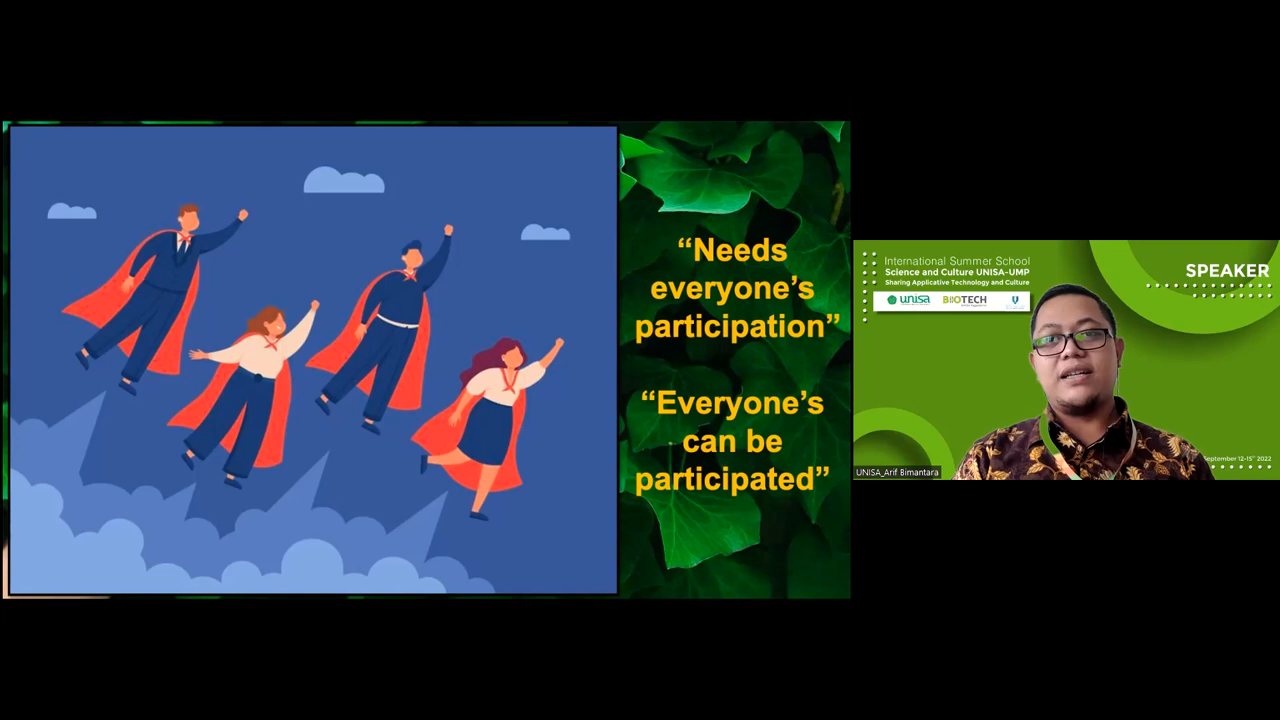 “Needs
everyone’s
participation”
“Everyone’s
can be
participated”
International Summer School
Science and Culture UNISA-UMP
Sharing Applicative Technology and Culture
unisa
BIOTECH
SPEAKER
September 12-15th 2022
UNISA_Arif Bimantara